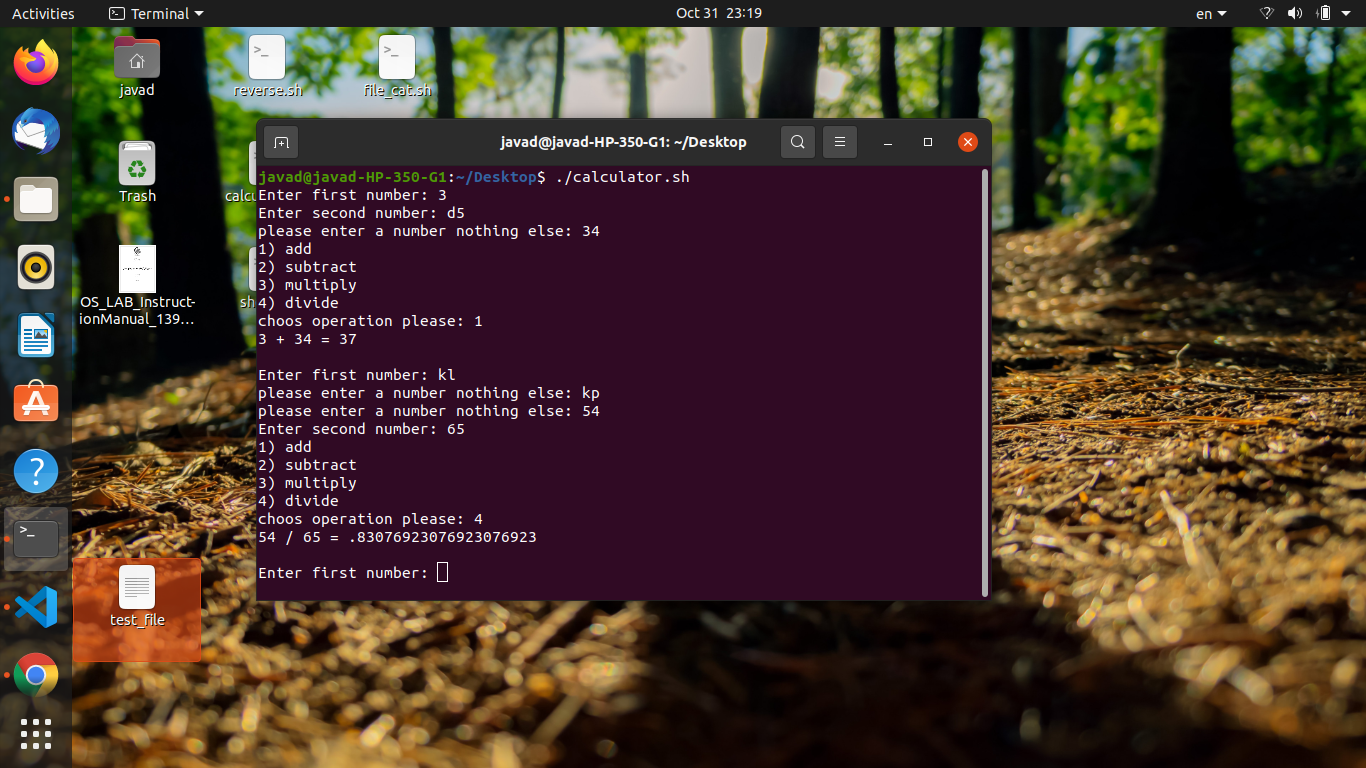 Activities
Terminal
Oct 31 23:19
en
javad
reverse.sh
file_cat.sh
Trash
calcu
OS_LAB_Instruct-
ionManual_139...
sh
test_file
javad@javad-HP-350-G1: ~/Desktop
javad@javad-HP-350-G1:~/Desktop$ ./calculator.sh
Enter first number: 3
Enter second number: d5
please enter a number nothing else: 34
1) add
2) subtract
3) multiply
4) divide
choos operation please: 1
3 + 34 = 37
Enter first number: kl
please enter a number nothing else: kp
please enter a number nothing else: 54
Enter second number: 65
1) add
2) subtract
3) multiply
4) divide
choos operation please: 4
54 / 65 = .83076923076923076923
Enter first number: